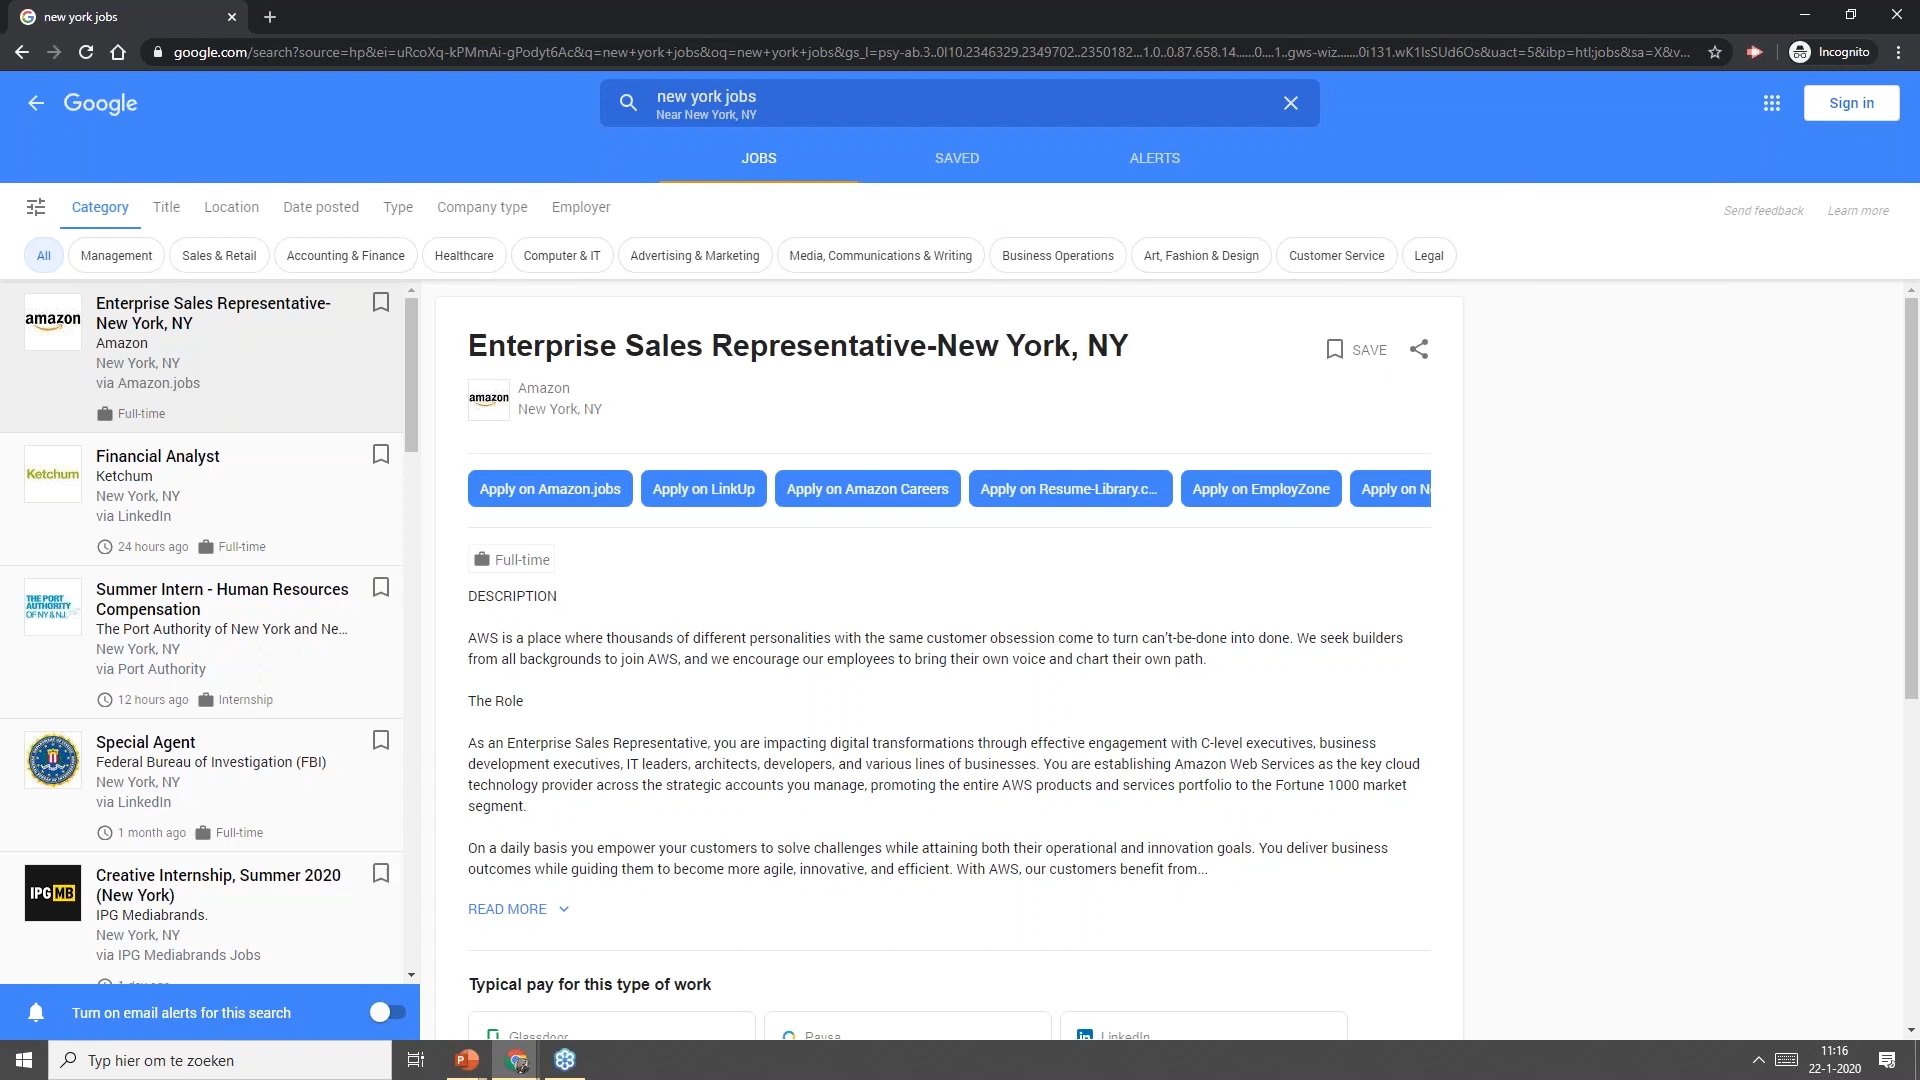 new york jobs
google.com/search?source=hp&ei=uRcoXq-kPMmAi-gPodyt6Ac&q=new+york+jobs&oq=new+york+jobs&gs_l=psy-ab.3..0l10.2346329.2349702..2350182...1.0..0.87.658.14......0....1..gws-wiz.......0i131.wK1IsSUd6Os&uact=5&ibp=htl;jobs&sa=X&v...
Incognito
Google
new york jobs
Near New York, NY
Sign in
JOBS
SAVED
ALERTS
Category
Title
Location
Date posted
Type
Company type
Employer
Send feedback
Learn more
All
Management
Sales & Retail
Accounting & Finance
Healthcare
Computer & IT
Advertising & Marketing
Media, Communications & Writing
Business Operations
Art, Fashion & Design
Customer Service
Legal
amazon
Enterprise Sales Representative-
New York, NY
Amazon
New York, NY
via Amazon.jobs
Full-time
Ketchum
Financial Analyst
Ketchum
New York, NY
via LinkedIn
24 hours ago
Full-time
THE PORT
AUTHORITY
OF NY & NJ
Summer Intern - Human Resources
Compensation
The Port Authority of New York and Ne...
New York, NY
via Port Authority
12 hours ago
Internship
Special Agent
Federal Bureau of Investigation (FBI)
New York, NY
via LinkedIn
1 month ago
Full-time
IPG MB
Creative Internship, Summer 2020
(New York)
IPG Mediabrands.
New York, NY
via IPG Mediabrands Jobs
Turn on email alerts for this search
Enterprise Sales Representative-New York, NY
SAVE
amazon
Amazon
New York, NY
Apply on Amazon.jobs
Apply on LinkUp
Apply on Amazon Careers
Apply on Resume-Library.c...
Apply on EmployZone
Apply on N
Full-time
DESCRIPTION
AWS is a place where thousands of different personalities with the same customer obsession come to turn can't-be-done into done. We seek builders
from all backgrounds to join AWS, and we encourage our employees to bring their own voice and chart their own path.
The Role
As an Enterprise Sales Representative, you are impacting digital transformations through effective engagement with C-level executives, business
development executives, IT leaders, architects, developers, and various lines of businesses. You are establishing Amazon Web Services as the key cloud
technology provider across the strategic accounts you manage, promoting the entire AWS products and services portfolio to the Fortune 1000 market
segment.
On a daily basis you empower your customers to solve challenges while attaining both their operational and innovation goals. You deliver business
outcomes while guiding them to become more agile, innovative, and efficient. With AWS, our customers benefit from...
READ MORE
Typical pay for this type of work
Glassdoor
Paysa
LinkedIn
Typ hier om te zoeken
11:16
22-1-2020